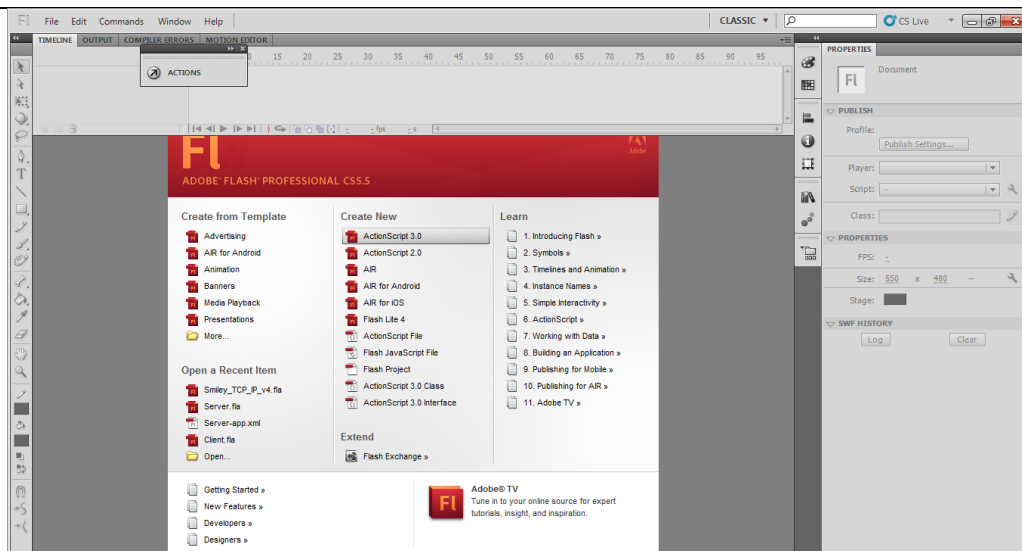 Fl File Edit Commands Window Help CLASSIC CS Live
TIMELINE OUTPUT COMPILER ERRORS MOTION EDITOR
15 20 25 30 35 40 45 50 55 60 65 70 75 80 85 90 95
ACTIONS
fps s
Fl
Adobe
ADOBE® FLASH® PROFESSIONAL CS5.5
Create from Template
Advertising
AIR for Android
Animation
Banners
Media Playback
Presentations
More...
Open a Recent Item
Smiley_TCP_IP_v4.fla
Server.fla
Server-app.xml
Client.fla
Open...
Create New
ActionScript 3.0
ActionScript 2.0
AIR
AIR for Android
AIR for iOS
Flash Lite 4
ActionScript File
Flash JavaScript File
Flash Project
ActionScript 3.0 Class
ActionScript 3.0 Interface
Extend
Flash Exchange »
Learn
1. Introducing Flash »
2. Symbols »
3. Timelines and Animation »
4. Instance Names »
5. Simple Interactivity »
6. ActionScript »
7. Working with Data »
8. Building an Application »
9. Publishing for Mobile »
10. Publishing for AIR »
11. Adobe TV »
Getting Started »
New Features »
Developers »
Designers »
Fl
Adobe® TV
Tune in to your online source for expert
tutorials, insight, and inspiration.
PROPERTIES
Fl Document
PUBLISH
Profile:
Publish Settings...
Player:
Script: -
Class:
PROPERTIES
FPS: -
Size: 550 x 480 --
Stage:
SWF HISTORY
Log Clear